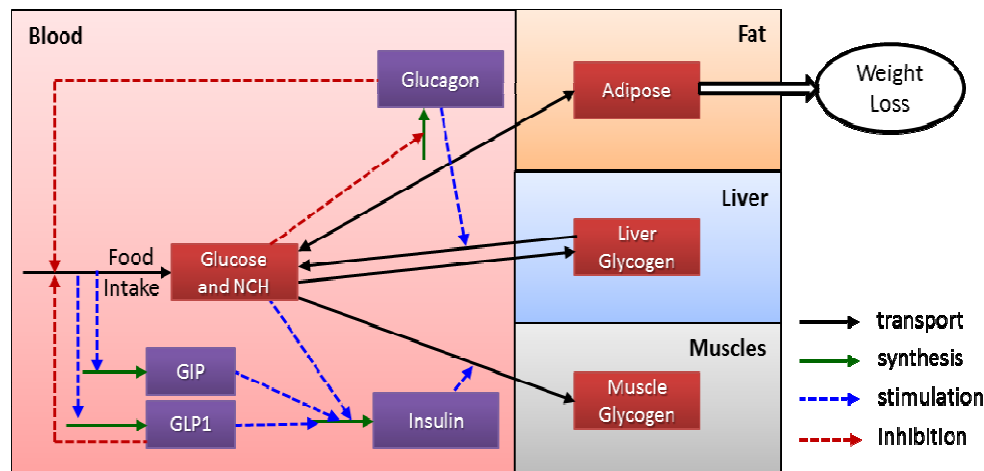 Blood
Fat
Glucagon
Adipose
Weight
Loss
Liver
Liver
Glycogen
Food
Intake
Glucose
and NCH
Muscles
GIP
GLP1
Insulin
Muscle
Glycogen
transport
synthesis
stimulation
Inhibition